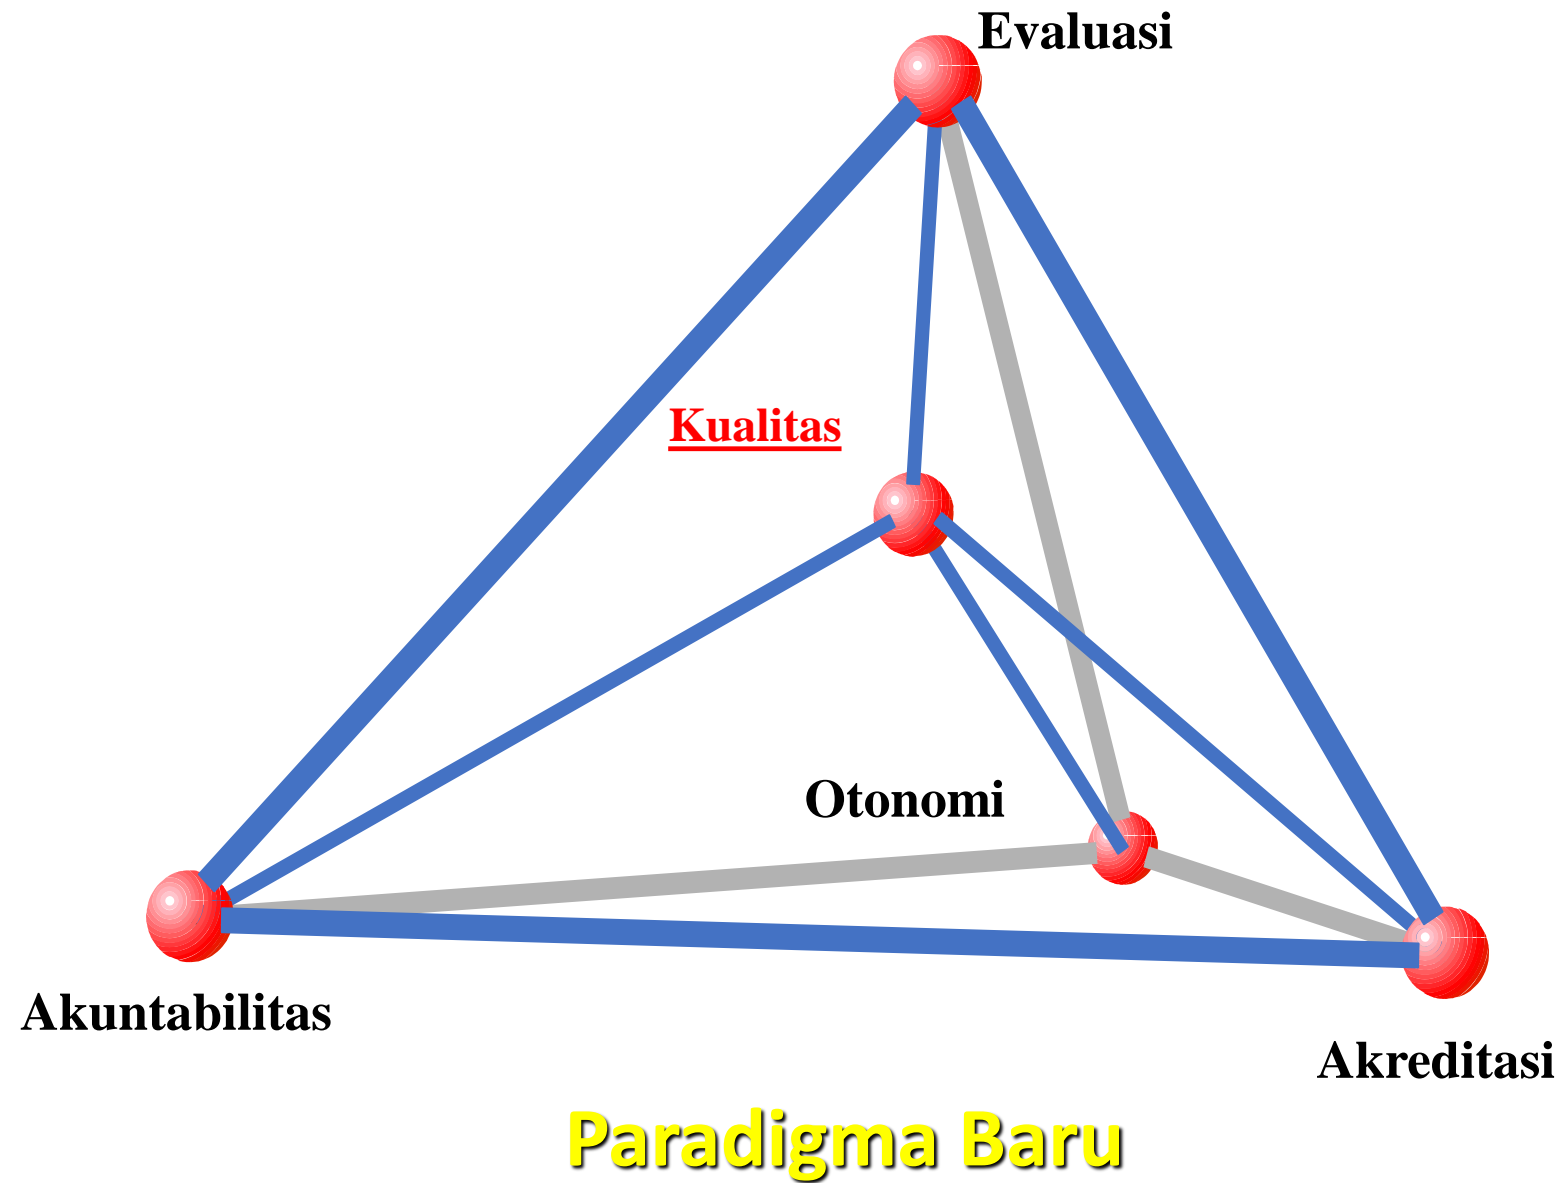 Evaluasi
Kualitas
Otonomi
Akuntabilitas
Akreditasi
Paradigma Baru